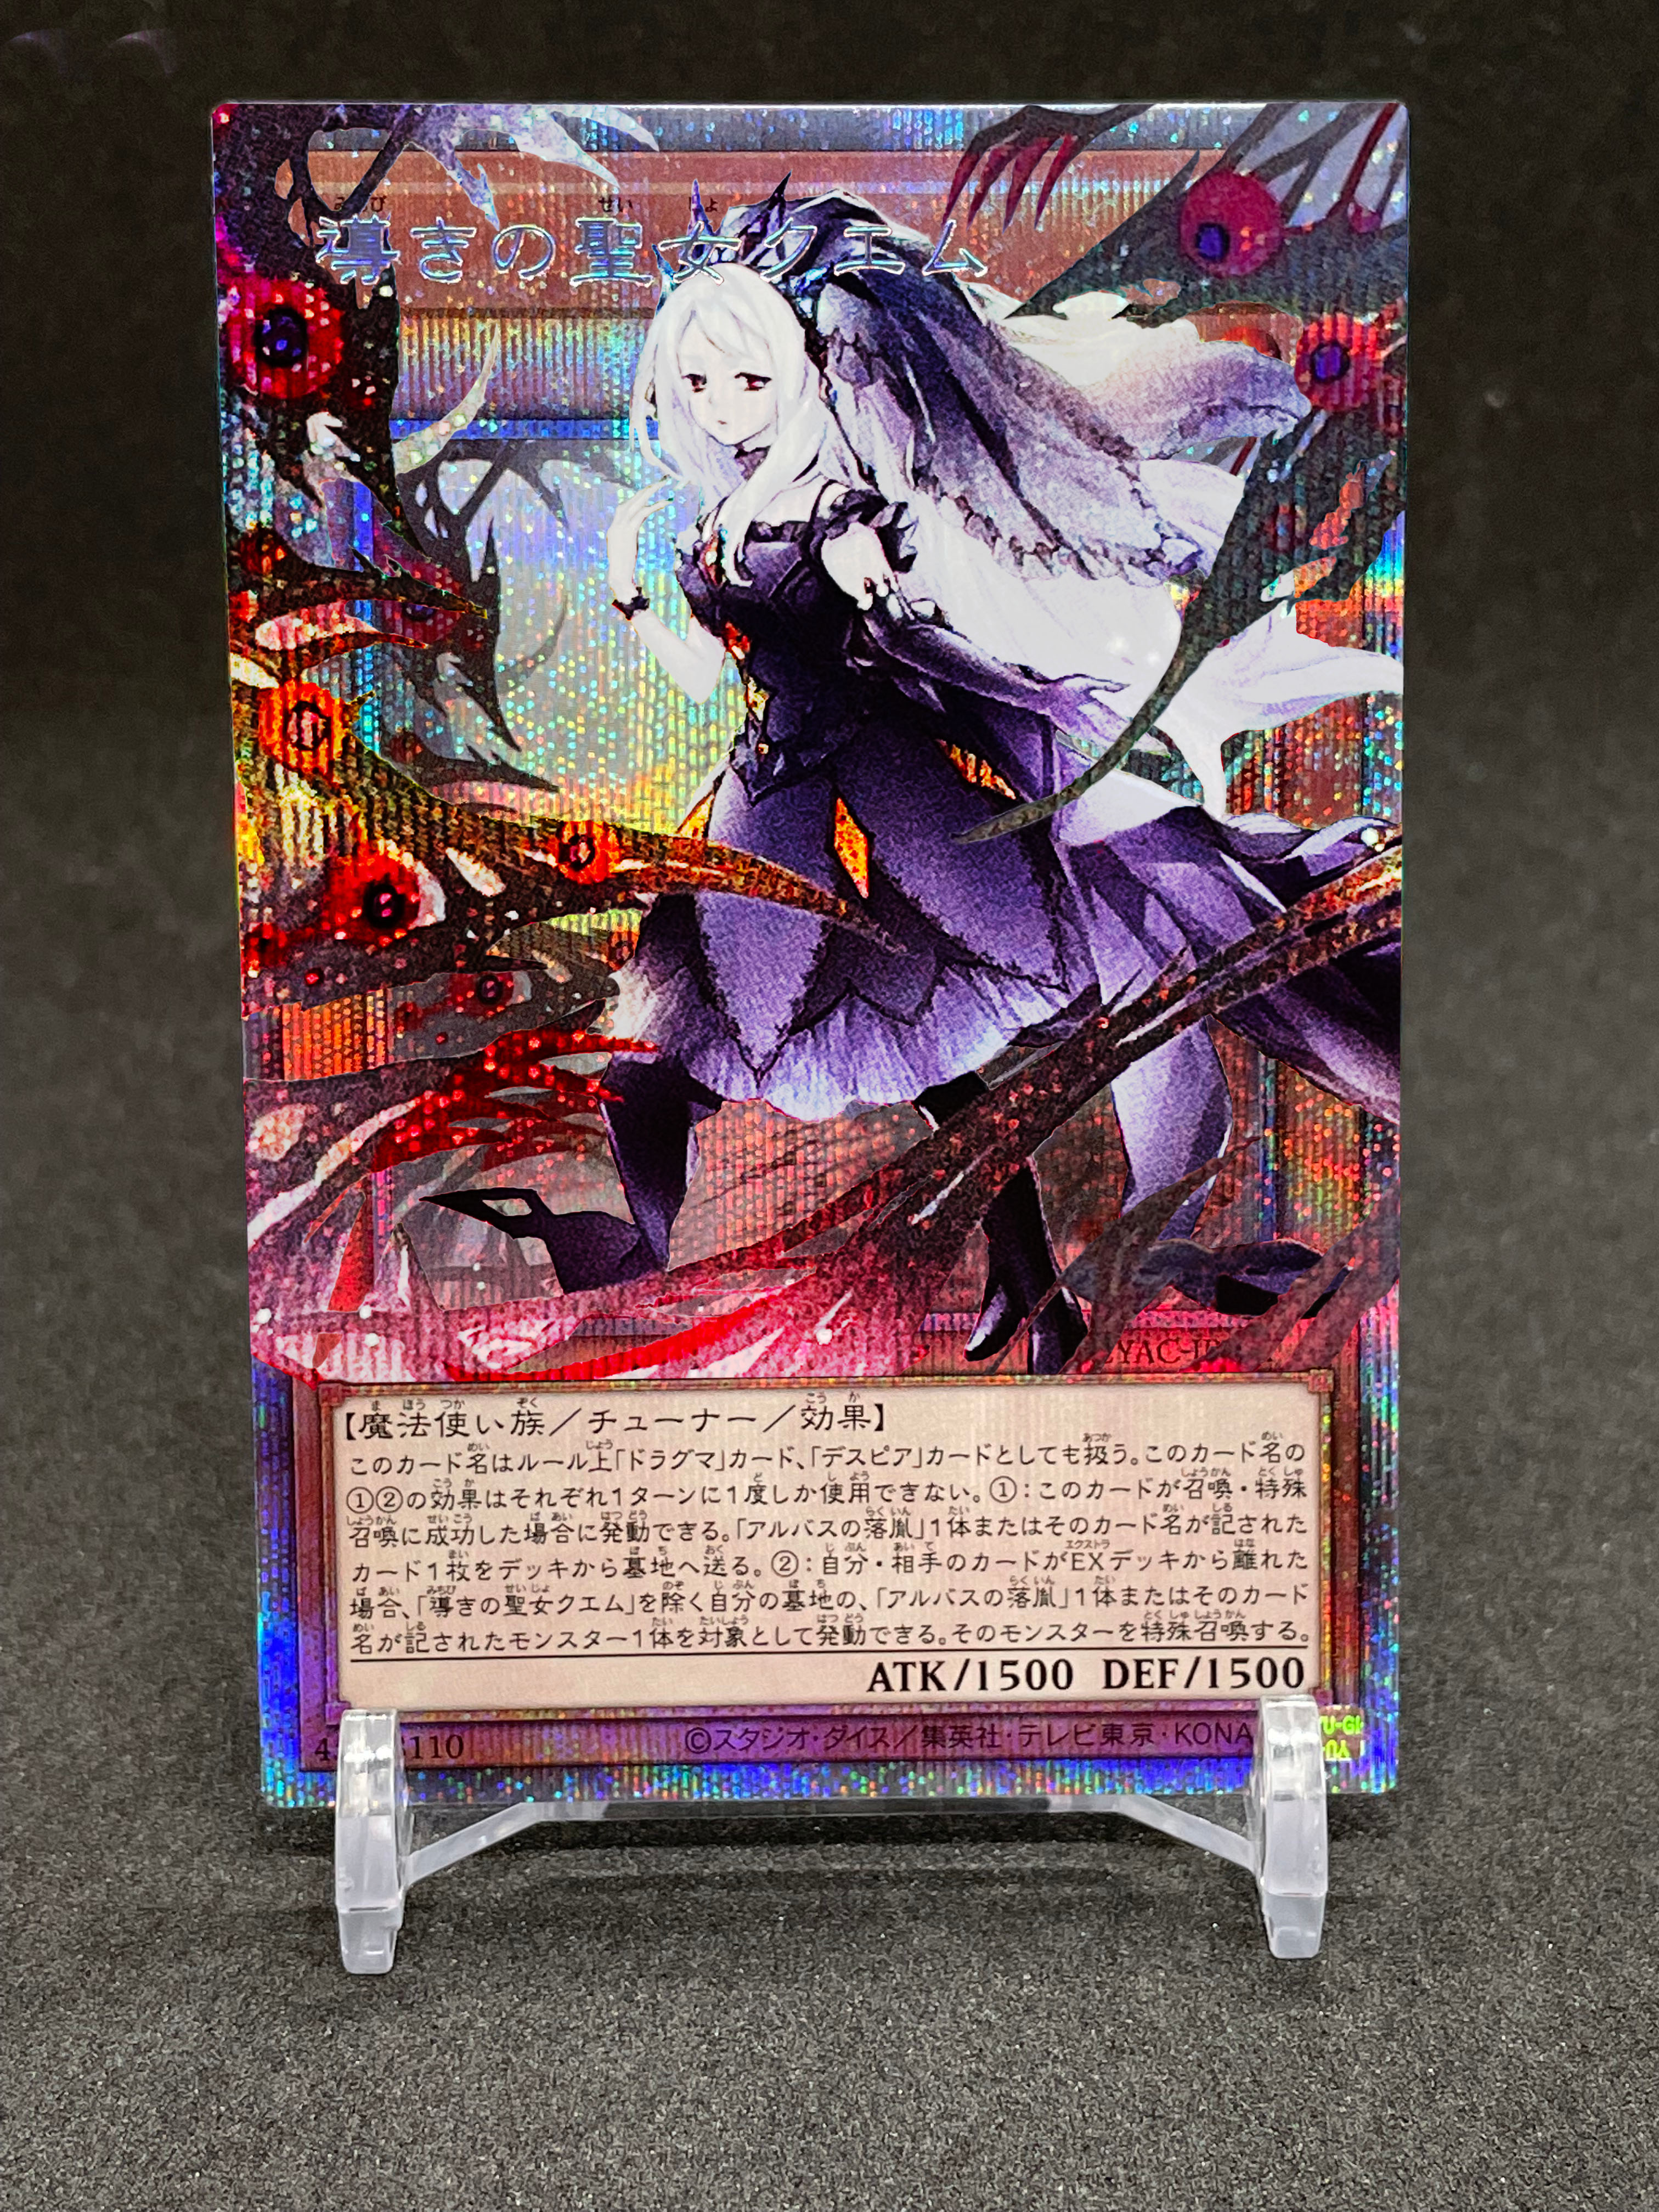 導きの聖女クエム
【魔法使い族／チューナー／効果】
このカード名はルール上「ドラグマ」カード、「デスピア」カードとしても扱う。このカード名の
①②の効果はそれぞれ1ターンに1度しか使用できない。①：このカードが召喚・特殊
召喚に成功した場合に発動できる。「アルバスの落胤」1体またはそのカード名が記された
カード1枚をデッキから墓地へ送る。②：自分・相手のカードがEXデッキから離れた
場合、「導きの聖女クエム」を除く自分の墓地の、「アルバスの落胤」1体またはそのカード
名が記されたモンスター1体を対象として発動できる。そのモンスターを特殊召喚する。
ATK/1500 DEF/1500
©スタジオ・ダイス／集英社・テレビ東京・KONA